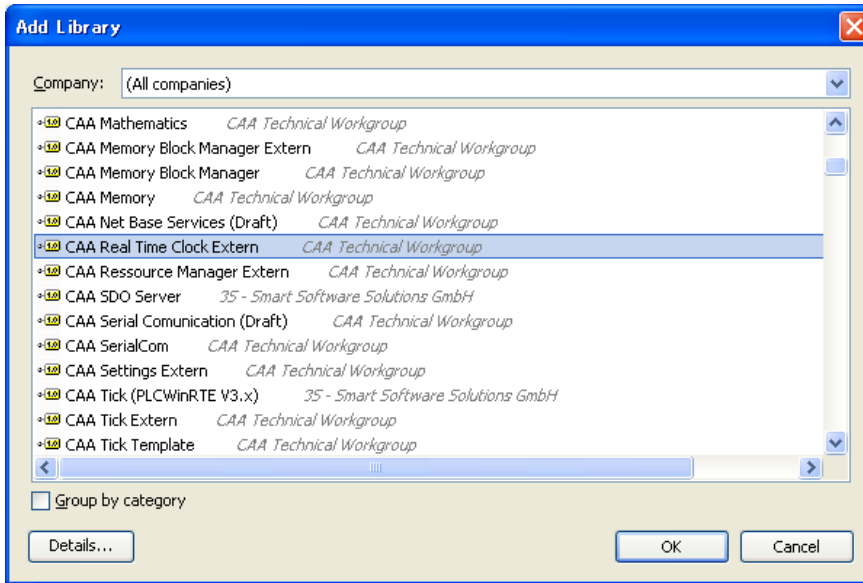 Add Library
Company: (All companies)
CAA Mathematics CAA Technical Workgroup
CAA Memory Block Manager Extern CAA Technical Workgroup
CAA Memory Block Manager CAA Technical Workgroup
CAA Memory CAA Technical Workgroup
CAA Net Base Services (Draft) CAA Technical Workgroup
CAA Real Time Clock Extern CAA Technical Workgroup
CAA Ressource Manager Extern CAA Technical Workgroup
CAA SDO Server 3S - Smart Software Solutions GmbH
CAA Serial Comunication (Draft) CAA Technical Workgroup
CAA SerialCom CAA Technical Workgroup
CAA Settings Extern CAA Technical Workgroup
CAA Tick (PLCWinRTE V3.x) 3S - Smart Software Solutions GmbH
CAA Tick Extern CAA Technical Workgroup
CAA Tick Template CAA Technical Workgroup
Group by category
Details... OK Cancel